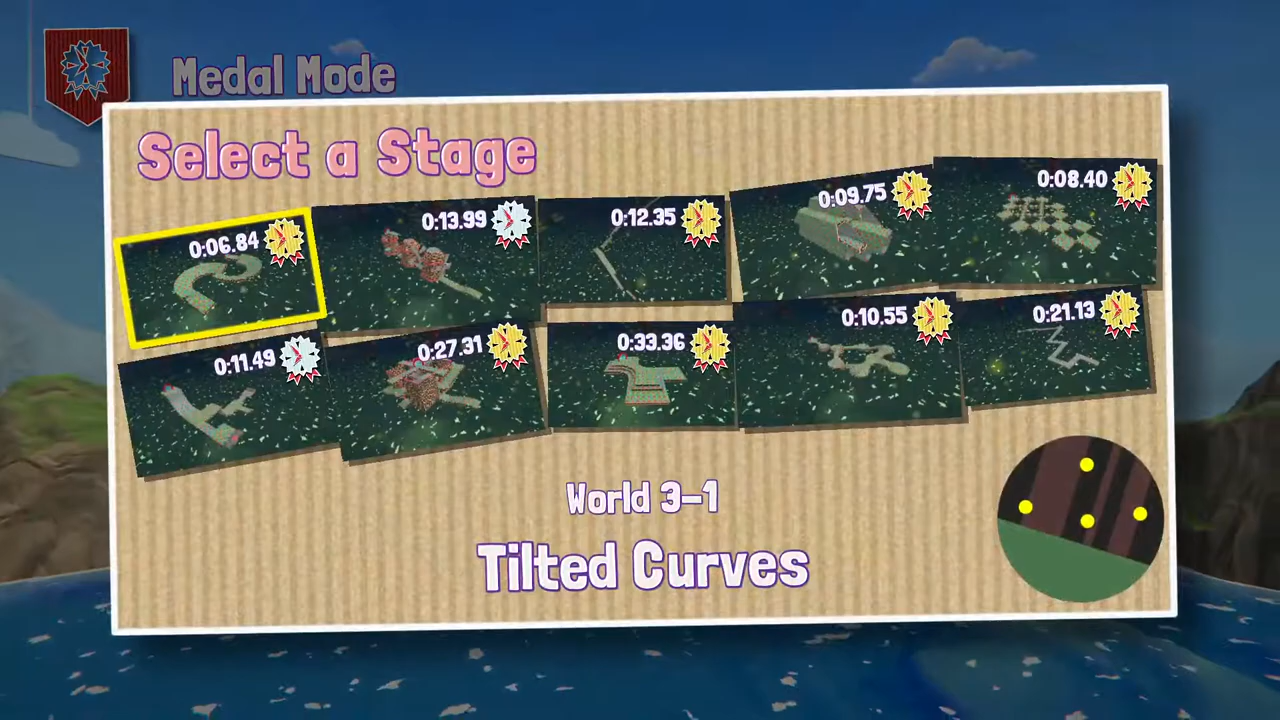 Medal Mode
Select a Stage
0:06.84
0:13.99
0:12.35
0:09.75
0:08.40
0:11.49
0:27.31
0:33.36
0:10.55
0:21.13
World 3-1
Tilted Curves